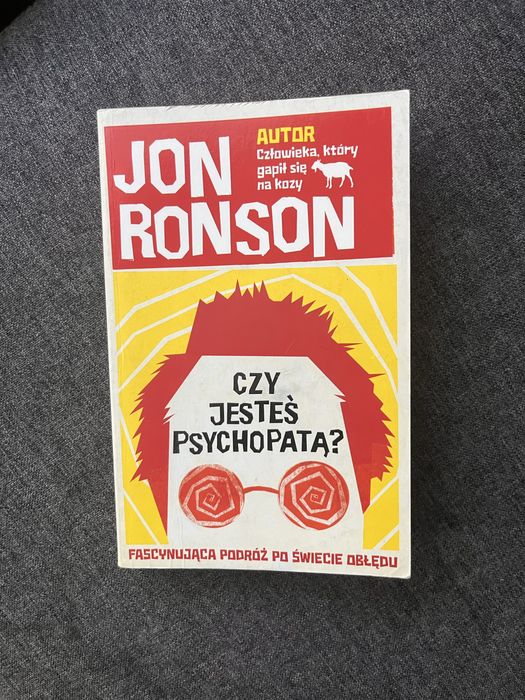 JON
RONSON
AUTOR
Człowieka, który
gapił się
na kozy
CZY
JESTEŚ
PSYCHOPATĄ?
FASCYNUJĄCA PODRÓŻ PO ŚWIECIE OBŁĘDU